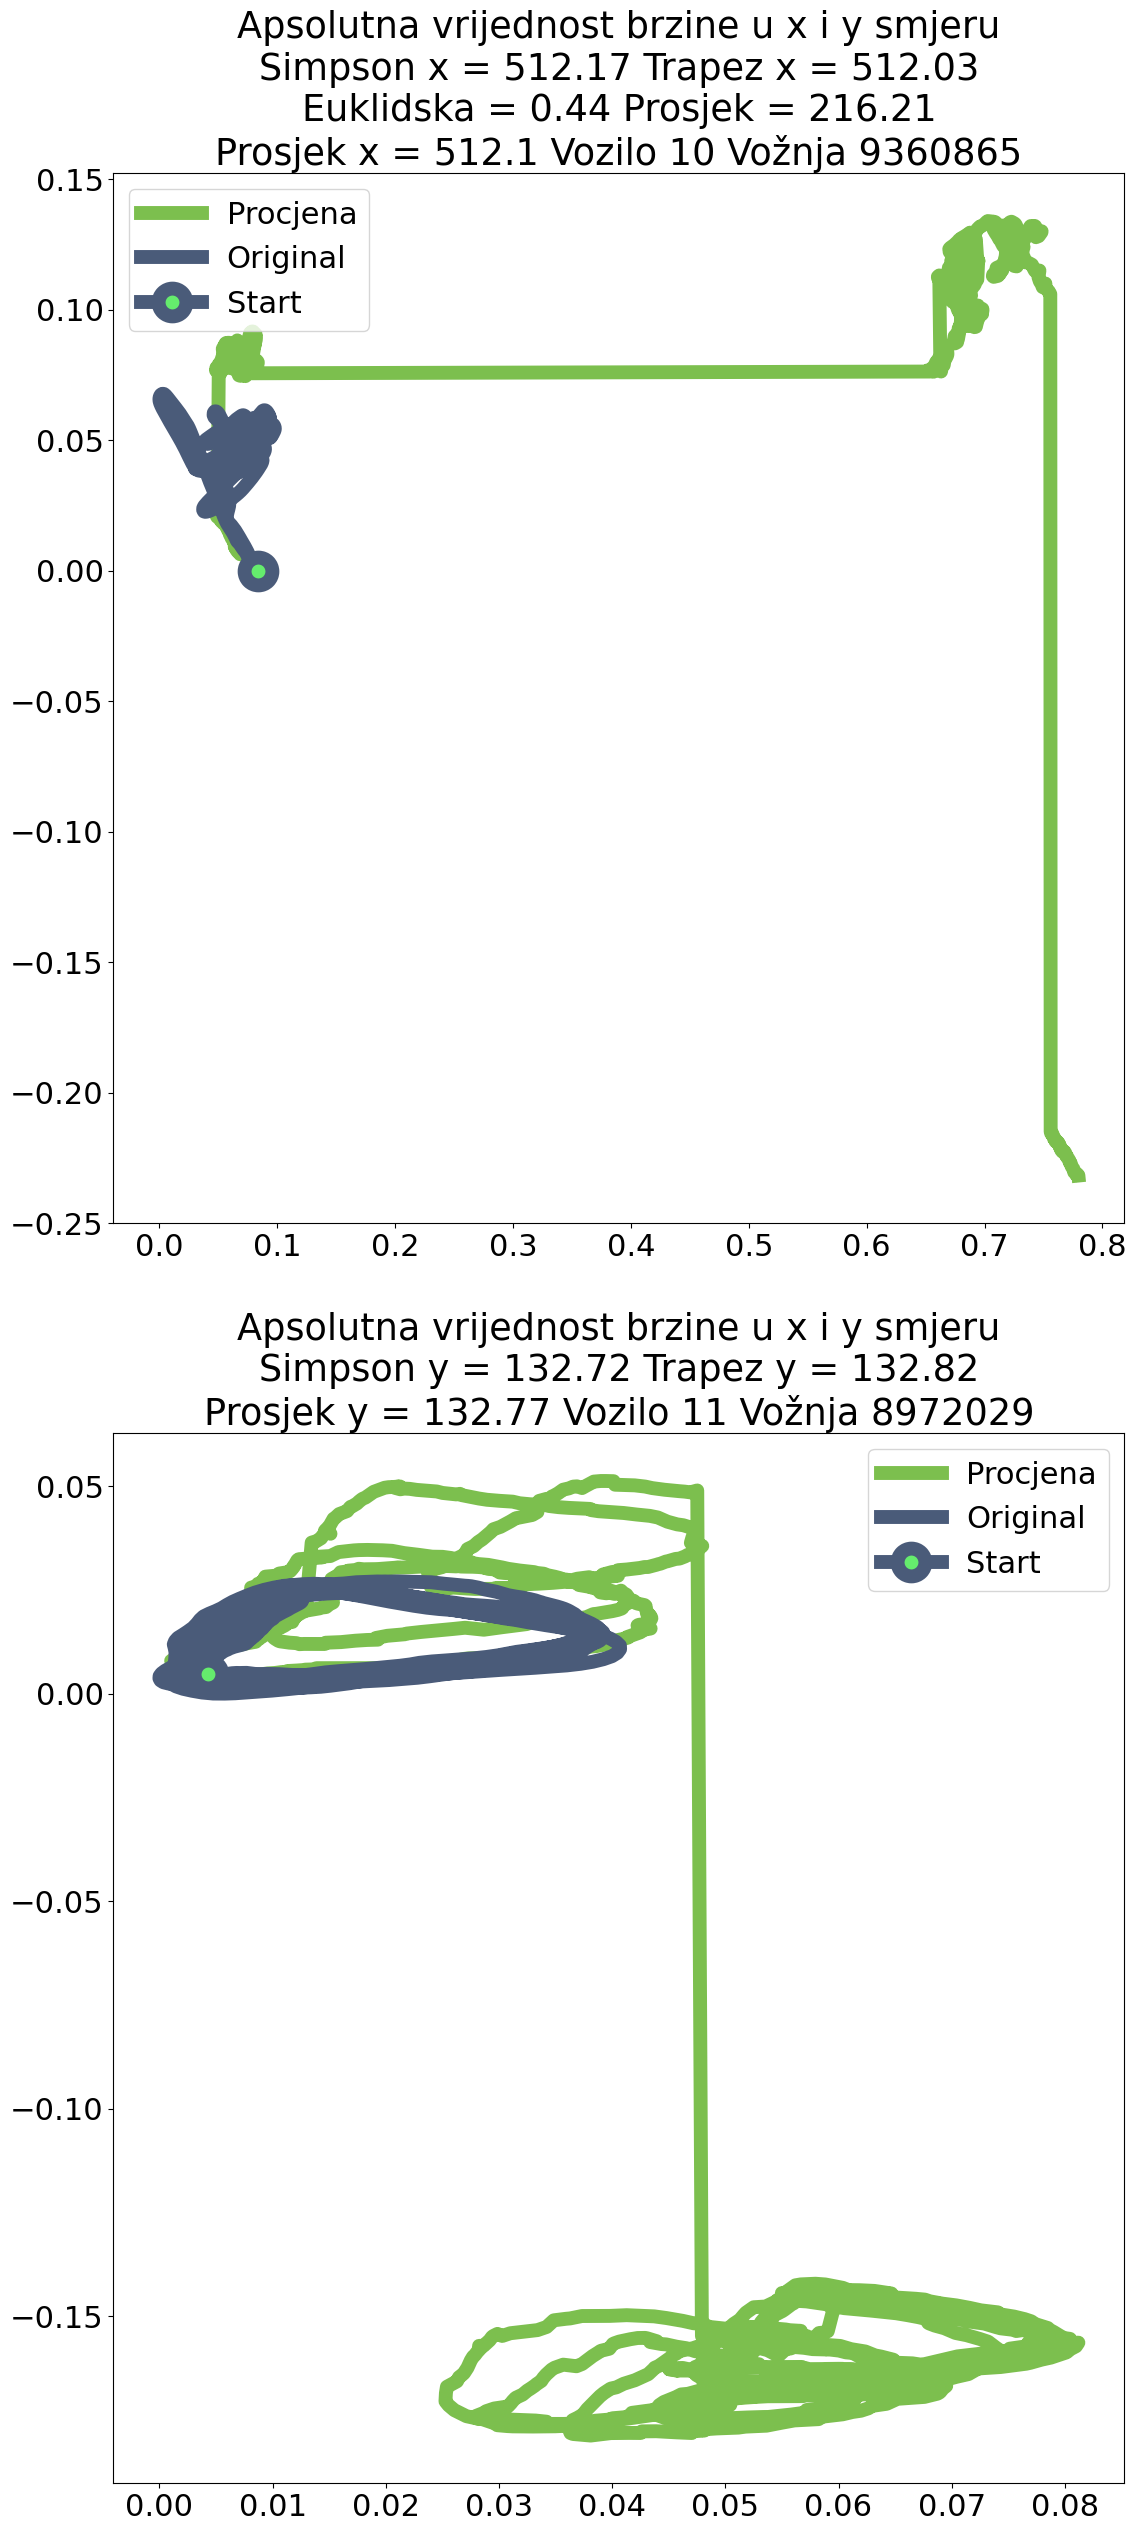 Apsolutna vrijednost brzine u x i y smjeru
Simpson x = 512.17 Trapez x = 512.03
Euklidska = 0.44 Prosjek = 216.21
Prosjek x = 512.1 Vozilo 10 Vožnja 9360865
0.15
0.10
0.05
0.00
−0.05
−0.10
−0.15
−0.20
−0.25
Procjena
Original
Start
0.0 0.1 0.2 0.3 0.4 0.5 0.6 0.7 0.8
Apsolutna vrijednost brzine u x i y smjeru
Simpson y = 132.72 Trapez y = 132.82
Prosjek y = 132.77 Vozilo 11 Vožnja 8972029
0.05
0.00
−0.05
−0.10
−0.15
Procjena
Original
Start
0.00 0.01 0.02 0.03 0.04 0.05 0.06 0.07 0.08